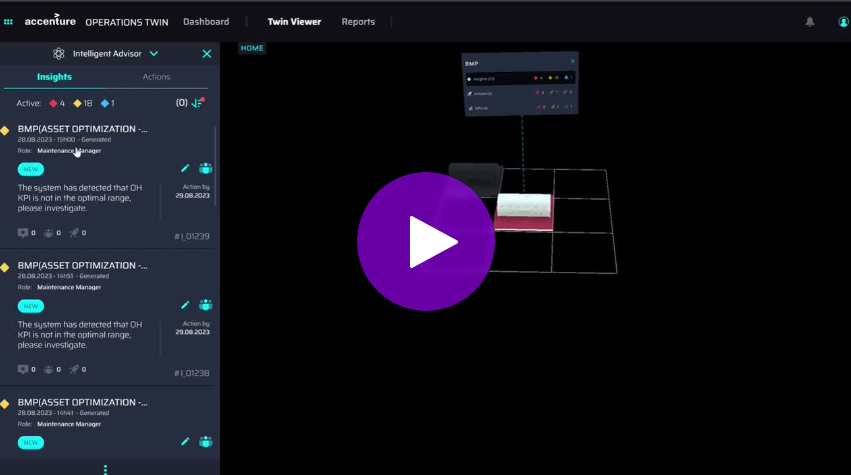 accenture OPERATIONS TWIN Dashboard Twin Viewer Reports
Intelligent Advisor
HOME
Insights Actions
Active: 4 18 1 (0)
BMP(ASSET OPTIMIZATION -...
28.08.2023 - 15h00 - Generated
Role: Maintenance Manager
NEW
The system has detected that OH
KPI is not in the optimal range,
please investigate.
Action by
29.08.2023
0 0 0
#I_01239
BMP(ASSET OPTIMIZATION -...
28.08.2023 - 14h51 - Generated
Role: Maintenance Manager
NEW
The system has detected that OH
KPI is not in the optimal range,
please investigate.
Action by
29.08.2023
0 0 0
#I_01238
BMP(ASSET OPTIMIZATION -...
28.08.2023 - 14h41 - Generated
Role: Maintenance Manager
NEW
BMP X